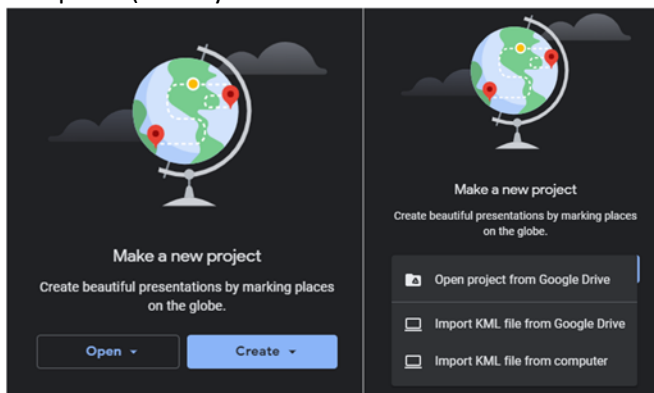 Make a new project
Create beautiful presentations by marking places
on the globe.
Open
Create
Make a new project
Create beautiful presentations by marking places
on the globe.
Open project from Google Drive
Import KML file from Google Drive
Import KML file from computer